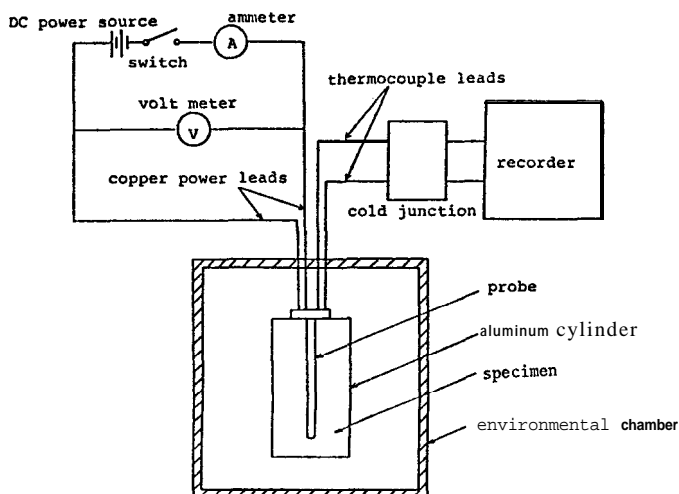 DC power source
ammeter
A
switch
thermocouple leads
volt meter
V
recorder
copper power leads
cold junction
probe
aluminum cylinder
specimen
environmental chamber